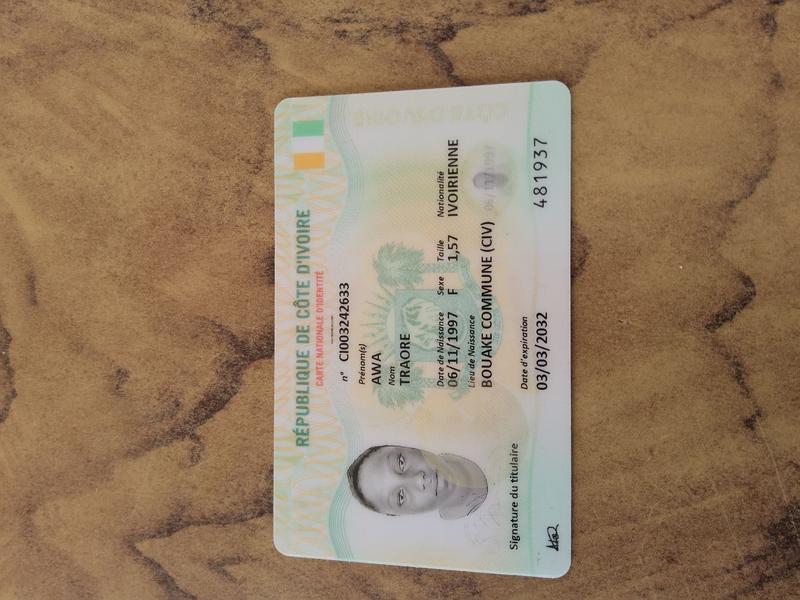 RÉPUBLIQUE DE CÔTE D'IVOIRE
CARTE NATIONALE D'IDENTITÉ
n° CI003242633
Prénom(s)
AWA
Nom
TRAORE
Date de Naissance Sexe Taille Nationalité
06/11/1997 F 1,57 IVOIRIENNE
Lieu de Naissance
BOUAKE COMMUNE (CIV)
Date d'expiration
03/03/2032
481937
Signature du titulaire
CÔTE D'IVOIRE